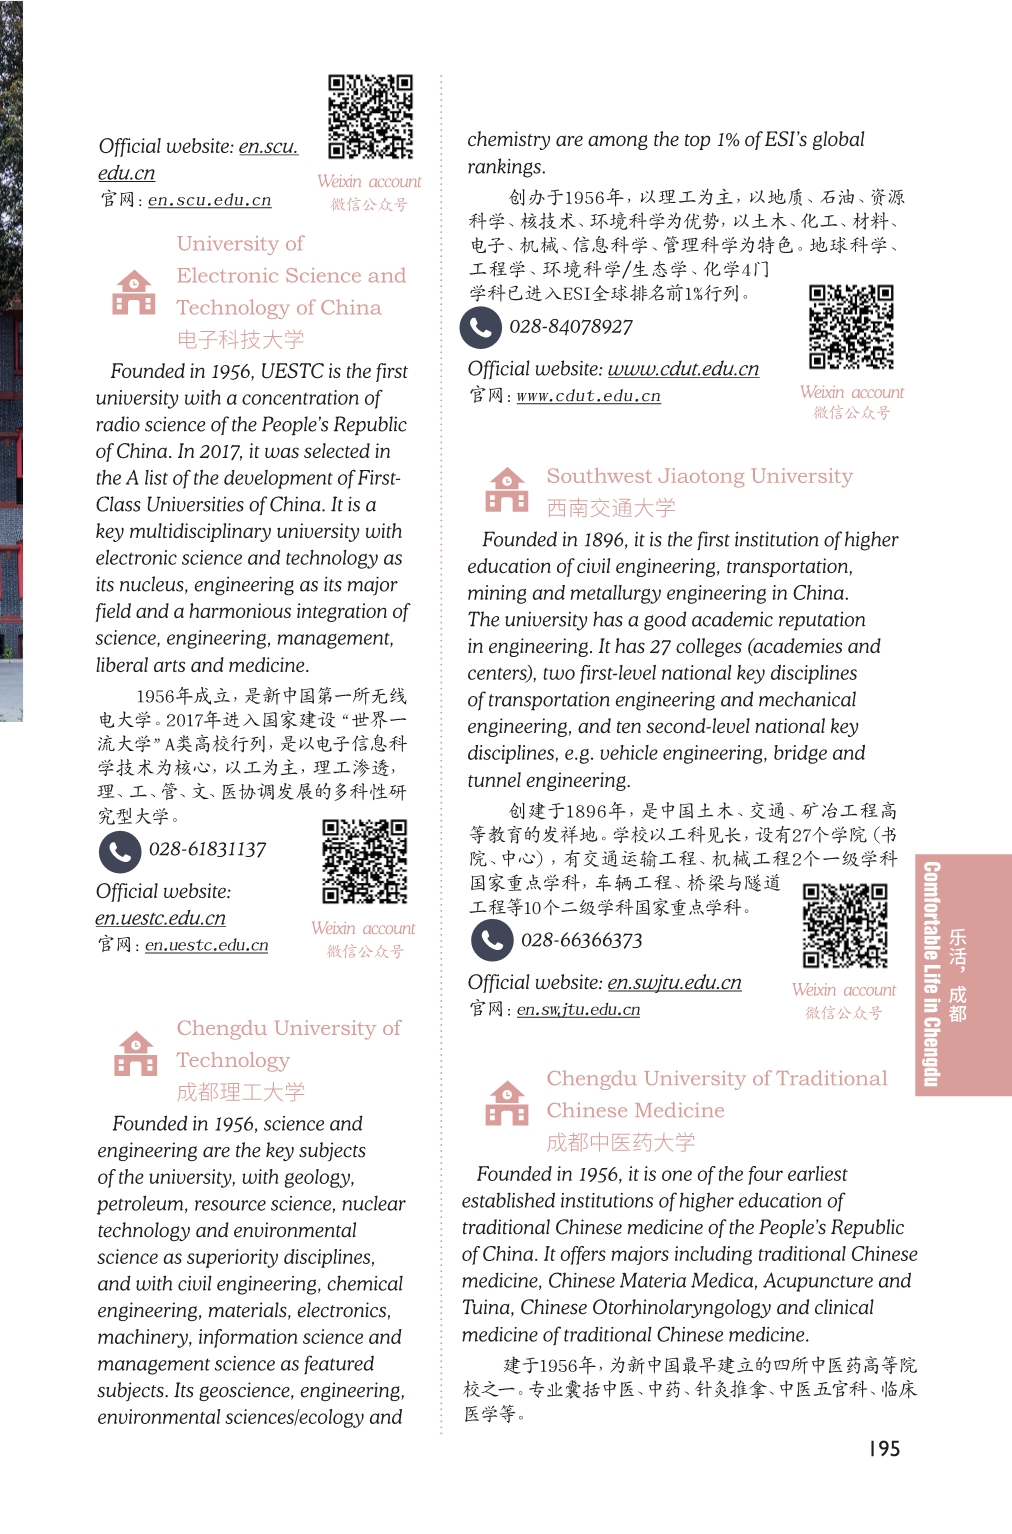 Official website: en.scu.
edu.cn
官网：en.scu.edu.cn
Weixin account
微信公众号
University of
Electronic Science and
Technology of China
电子科技大学
Founded in 1956, UESTC is the first
university with a concentration of
radio science of the People's Republic
of China. In 2017, it was selected in
the A list of the development of First-
Class Universities of China. It is a
key multidisciplinary university with
electronic science and technology as
its nucleus, engineering as its major
field and a harmonious integration of
science, engineering, management,
liberal arts and medicine.
1956年成立，是新中国第一所无线
电大学。2017年进入国家建设“世界一
流大学”A类高校行列，是以电子信息科
学技术为核心，以工为主，理工渗透，
理、工、管、文、医协调发展的多科性研
究型大学。
028-61831137
Official website:
en.uestc.edu.cn
官网：en.uestc.edu.cn
Weixin account
微信公众号
Chengdu University of
Technology
成都理工大学
Founded in 1956, science and
engineering are the key subjects
of the university, with geology,
petroleum, resource science, nuclear
technology and environmental
science as superiority disciplines,
and with civil engineering, chemical
engineering, materials, electronics,
machinery, information science and
management science as featured
subjects. Its geoscience, engineering,
environmental sciences/ecology and
chemistry are among the top 1% of ESI's global
rankings.
创办于1956年，以理工为主，以地质、石油、资源
科学、核技术、环境科学为优势，以土木、化工、材料、
电子、机械、信息科学、管理科学为特色。地球科学、
工程学、环境科学/生态学、化学4门
学科已进入ESI全球排名前1%行列。
028-84078927
Official website: www.cdut.edu.cn
官网：www.cdut.edu.cn
Weixin account
微信公众号
Southwest Jiaotong University
西南交通大学
Founded in 1896, it is the first institution of higher
education of civil engineering, transportation,
mining and metallurgy engineering in China.
The university has a good academic reputation
in engineering. It has 27 colleges (academies and
centers), two first-level national key disciplines
of transportation engineering and mechanical
engineering, and ten second-level national key
disciplines, e.g. vehicle engineering, bridge and
tunnel engineering.
创建于1896年，是中国土木、交通、矿冶工程高
等教育的发祥地。学校以工科见长，设有27个学院（书
院、中心），有交通运输工程、机械工程2个一级学科
国家重点学科，车辆工程、桥梁与隧道
工程等10个二级学科国家重点学科。
028-66366373
Official website: en.swjtu.edu.cn
官网：en.swjtu.edu.cn
Weixin account
微信公众号
Chengdu University of Traditional
Chinese Medicine
成都中医药大学
Founded in 1956, it is one of the four earliest
established institutions of higher education of
traditional Chinese medicine of the People's Republic
of China. It offers majors including traditional Chinese
medicine, Chinese Materia Medica, Acupuncture and
Tuina, Chinese Otorhinolaryngology and clinical
medicine of traditional Chinese medicine.
建于1956年，为新中国最早建立的四所中医药高等院
校之一。专业囊括中医、中药、针灸推拿、中医五官科、临床
医学等。
乐活，成都
Comfortable Life in Chengdu
195